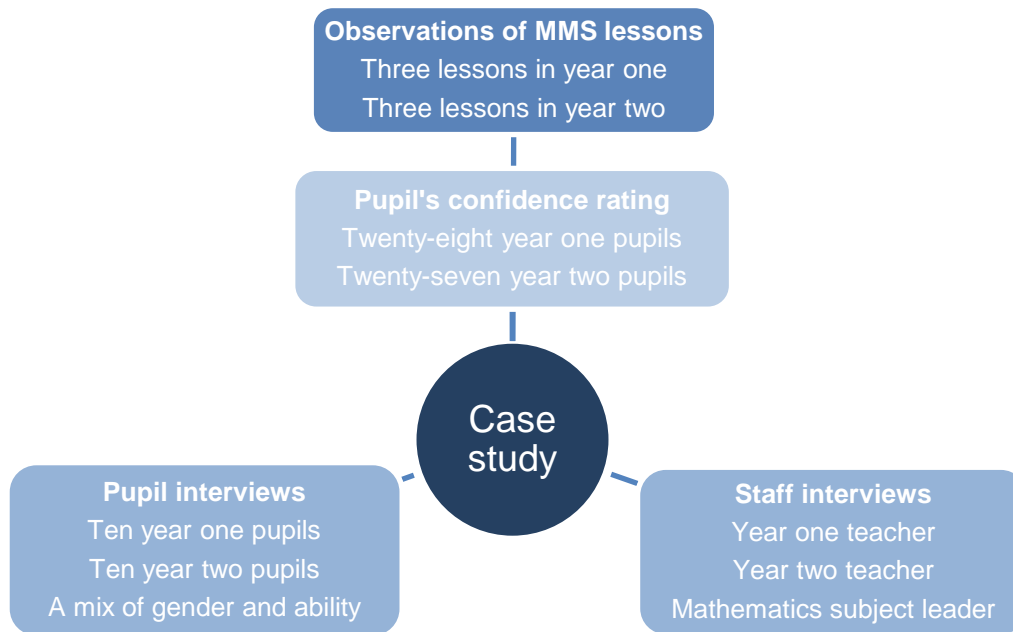 Observations of MMS lessons
Three lessons in year one
Three lessons in year two
Pupil's confidence rating
Twenty-eight year one pupils
Twenty-seven year two pupils
Case
study
Pupil interviews
Ten year one pupils
Ten year two pupils
A mix of gender and ability
Staff interviews
Year one teacher
Year two teacher
Mathematics subject leader